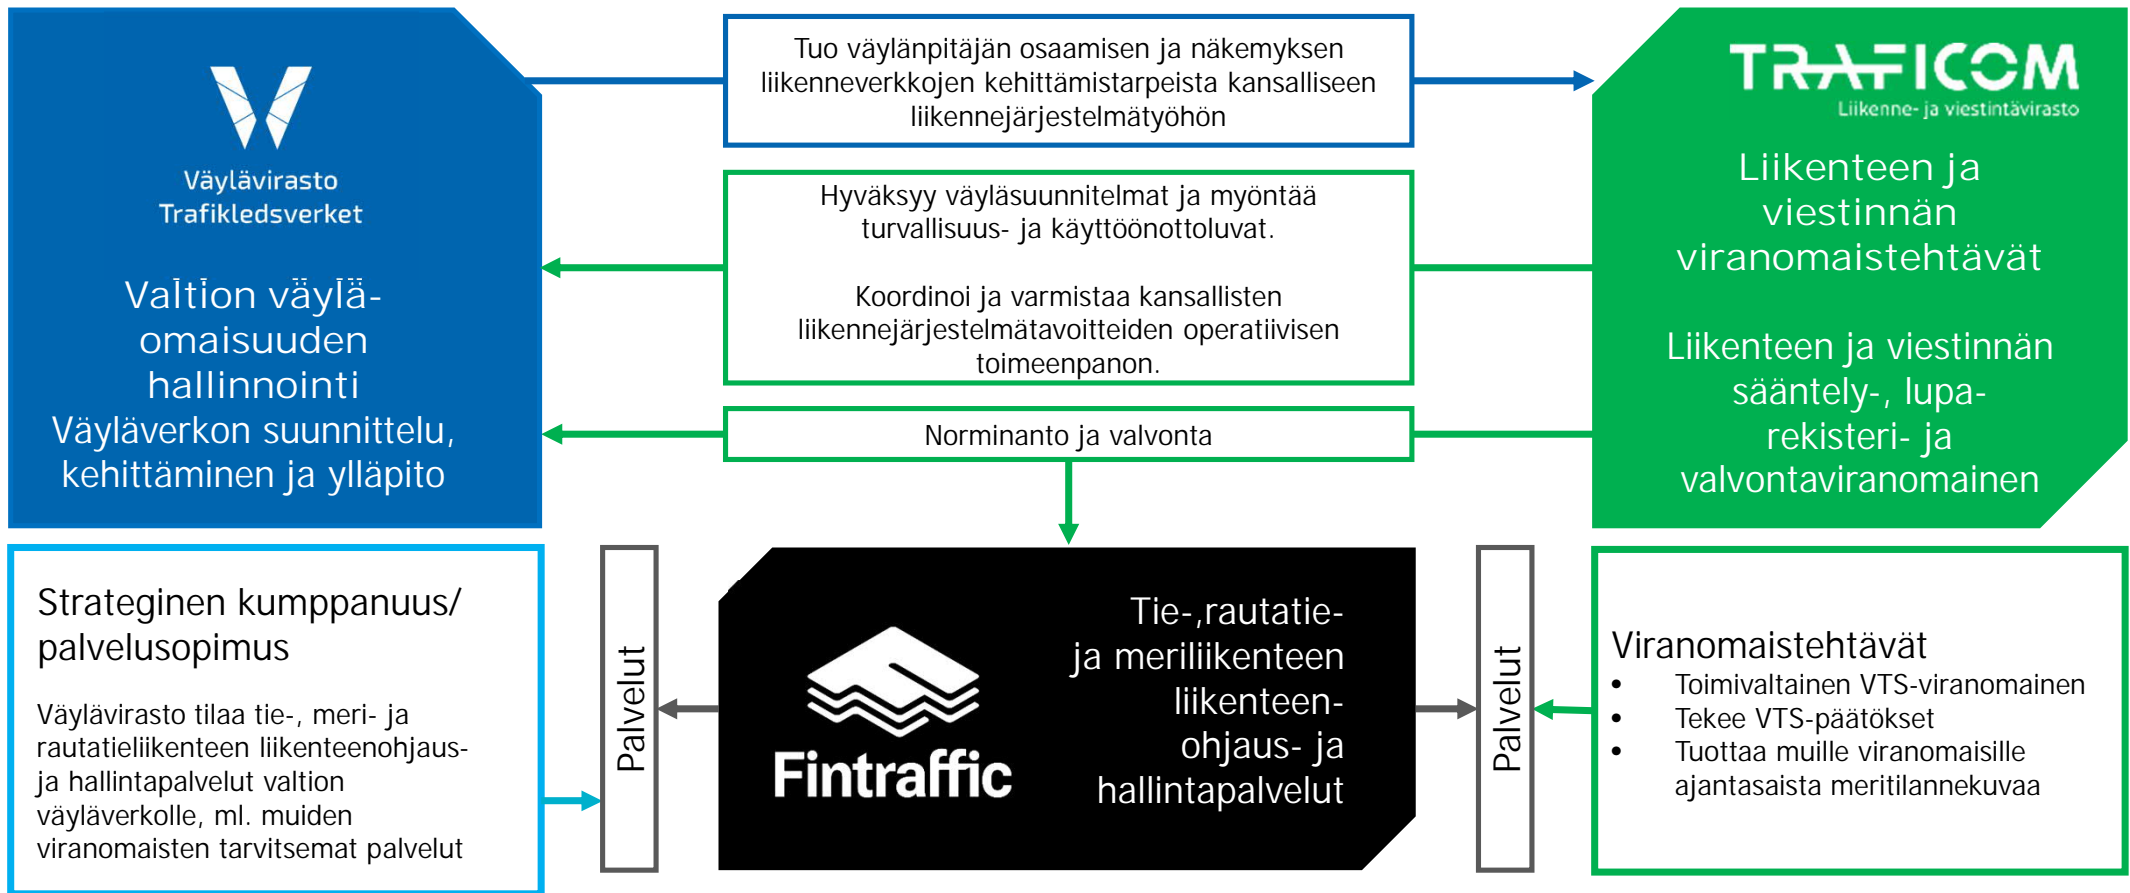 Väylävirasto
Trafikledsverket
Valtion väylä-
omaisuuden
hallinnointi
Väyläverkon suunnittelu,
kehittäminen ja ylläpito
Tuo väylänpitäjän osaamisen ja näkemyksen
liikenneverkkojen kehittämistarpeista kansalliseen
liikennejärjestelmätyöhön
Hyväksyy väyläsuunnitelmat ja myöntää
turvallisuus- ja käyttöönottoluvat.
Koordinoi ja varmistaa kansallisten
liikennejärjestelmätavoitteiden operatiivisen
toimeenpanon.
Norminanto ja valvonta
TRAFICOM
Liikenne- ja viestintävirasto
Liikenteen ja
viestinnän
viranomaistehtävät
Liikenteen ja viestinnän
sääntely-, lupa-
rekisteri- ja
valvontaviranomainen
Strateginen kumppanuus/
palvelusopimus
Väylävirasto tilaa tie-, meri- ja
rautatieliikenteen liikenteenohjaus-
ja hallintapalvelut valtion
väyläverkolle, ml. muiden
viranomaisten tarvitsemat palvelut
Palvelut
Fintraffic
Tie-,rautatie-
ja meriliikenteen
liikenteen-
ohjaus- ja
hallintapalvelut
Palvelut
Viranomaistehtävät
• Toimivaltainen VTS-viranomainen
• Tekee VTS-päätökset
• Tuottaa muille viranomaisille
ajantasaista meritilannekuvaa